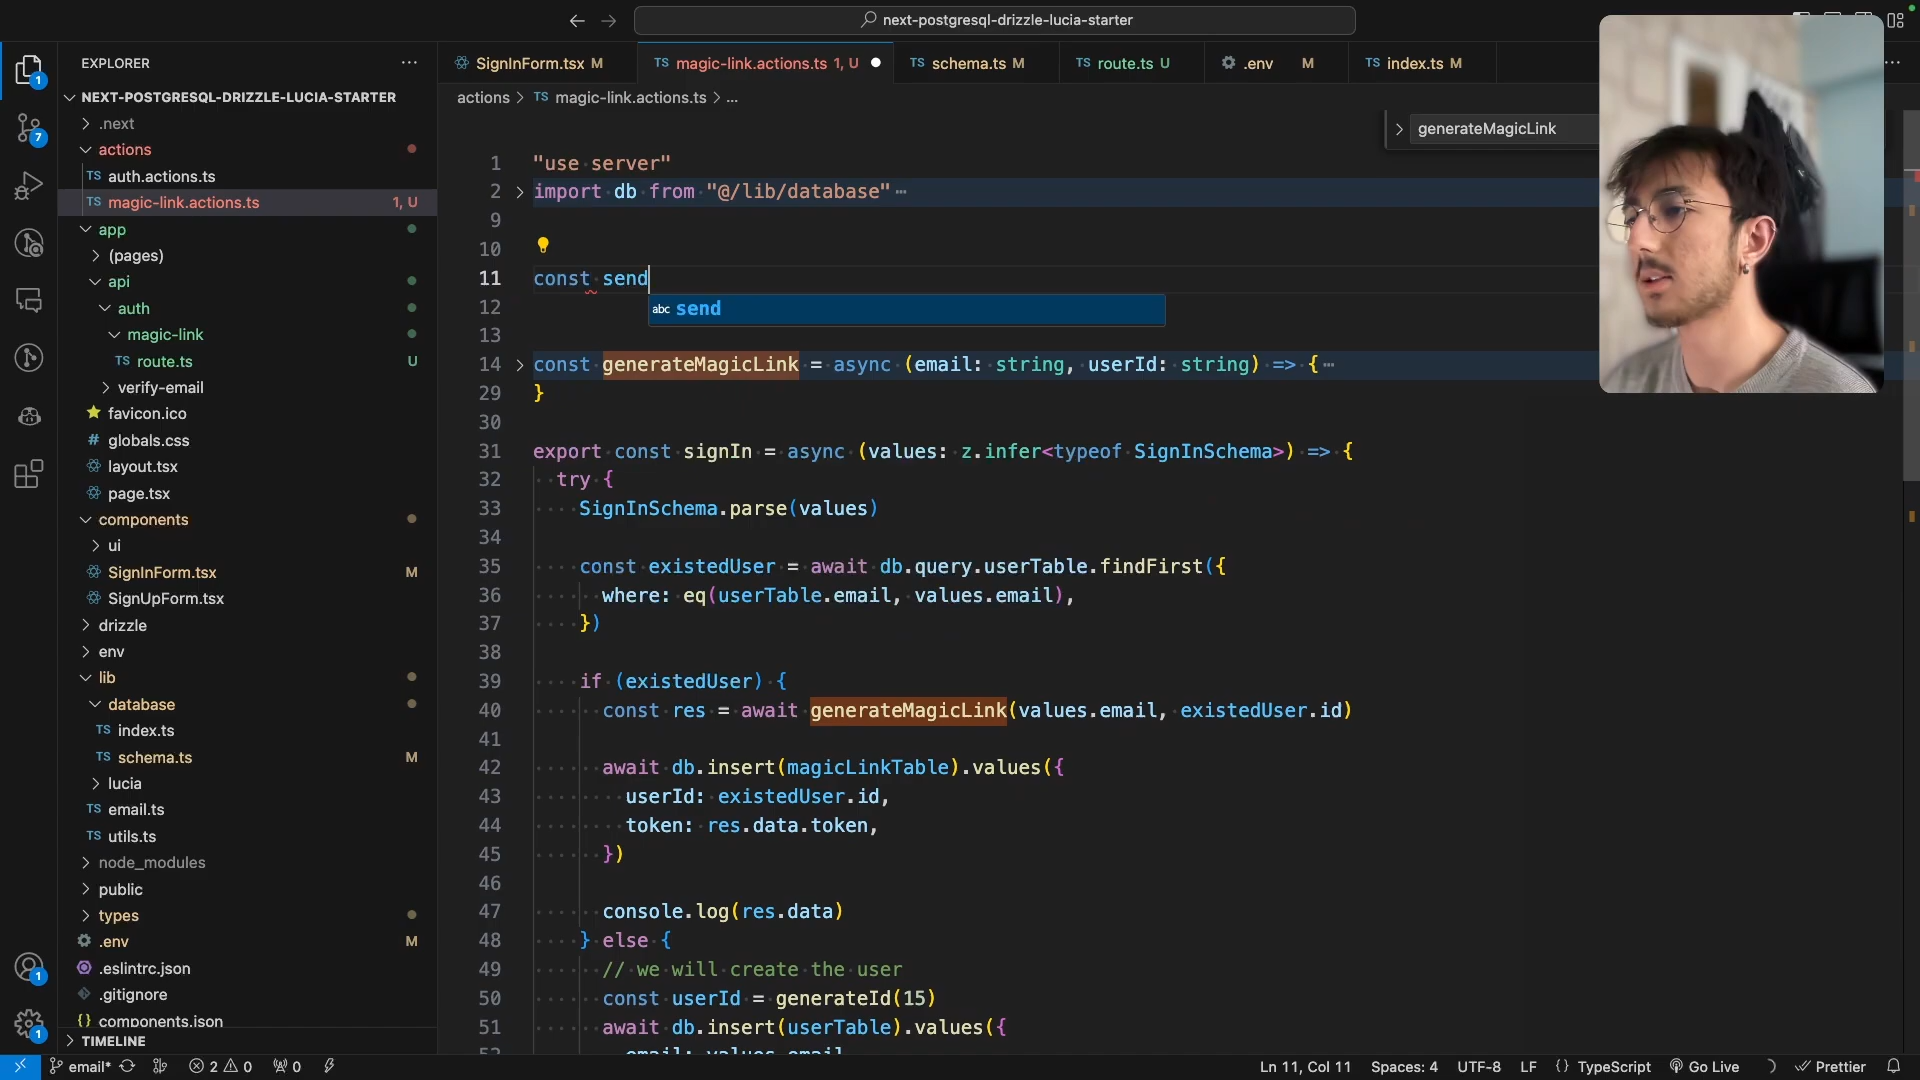 next-postgresql-drizzle-lucia-starter
EXPLORER
NEXT-POSTGRESQL-DRIZZLE-LUCIA-STARTER
.next
actions
TS auth.actions.ts
TS magic-link.actions.ts 1, U
app
(pages)
api
auth
magic-link
TS route.ts U
verify-email
favicon.ico
# globals.css
layout.tsx
page.tsx
components
ui
SignInForm.tsx M
SignUpForm.tsx
drizzle
env
lib
database
TS index.ts
TS schema.ts M
lucia
TS email.ts
TS utils.ts
node_modules
public
types
.env M
.eslintrc.json
.gitignore
{} components.json
TIMELINE
1
7
1
1
SignInForm.tsx M
TS magic-link.actions.ts 1, U
TS schema.ts M
TS route.ts U
.env M
TS index.ts M
actions > TS magic-link.actions.ts > ...
generateMagicLink
1 "use server"
2 import db from "@/lib/database"
9
10
11 const send
abc send
12
13
14 const generateMagicLink = async (email: string, userId: string) => {
29 }
30
31 export const signIn = async (values: z.infer<typeof SignInSchema>) => {
32 try {
33 SignInSchema.parse(values)
34
35 const existedUser = await db.query.userTable.findFirst({
36 where: eq(userTable.email, values.email),
37 })
38
39 if (existedUser) {
40 const res = await generateMagicLink(values.email, existedUser.id)
41
42 await db.insert(magicLinkTable).values({
43 userId: existedUser.id,
44 token: res.data.token,
45 })
46
47 console.log(res.data)
48 } else {
49 // we will create the user
50 const userId = generateId(15)
51 await db.insert(userTable).values({
email* 2 0 0
Ln 11, Col 11 Spaces: 4 UTF-8 LF {} TypeScript Go Live Prettier